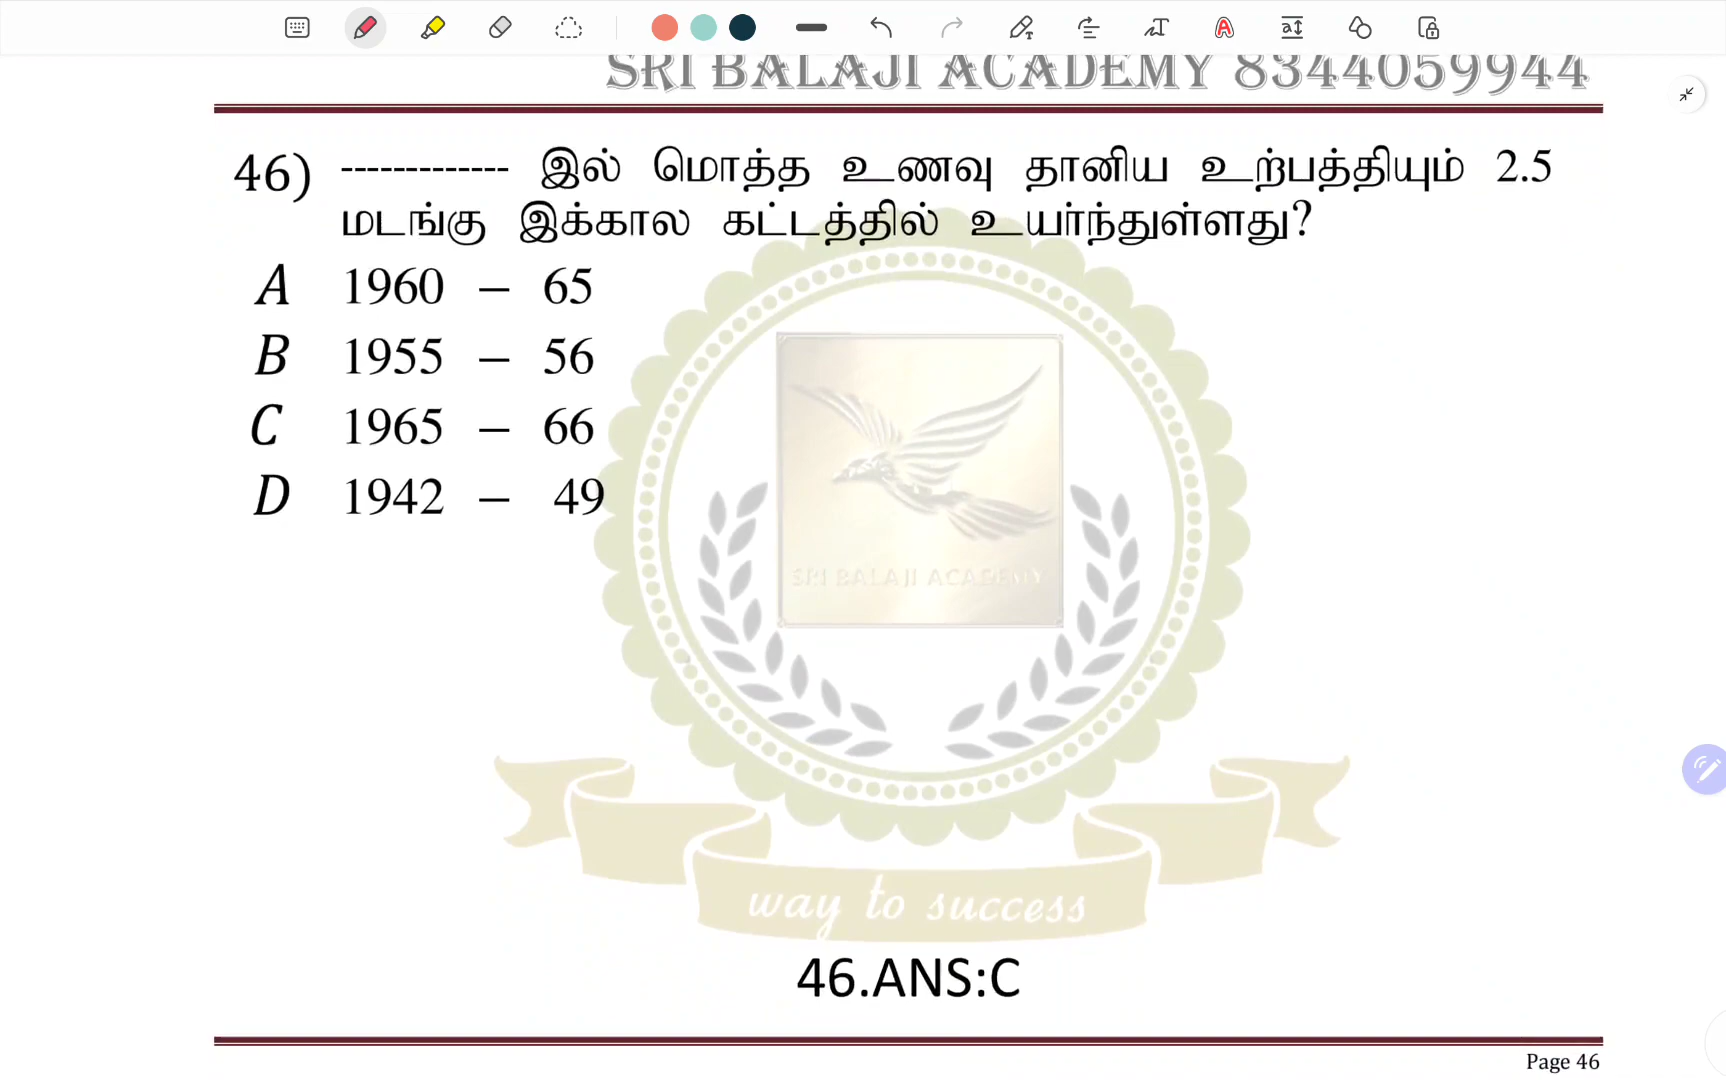 SRI BALAJI ACADEMY 8344059944
46) ------------- இல் மொத்த உணவு தானிய உற்பத்தியும் 2.5
மடங்கு இக்கால கட்டத்தில் உயர்ந்துள்ளது?
A 1960 – 65
B 1955 – 56
C 1965 – 66
D 1942 – 49
SRI BALAJI ACADEMY
way to success
46.ANS:C
Page 46